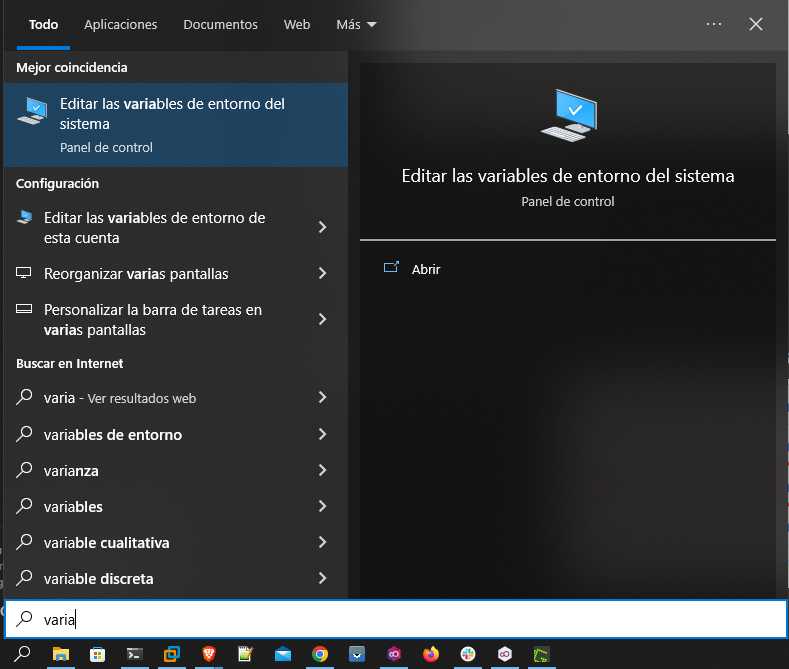 Todo Aplicaciones Documentos Web Más
Mejor coincidencia
Editar las variables de entorno del
sistema
Panel de control
Configuración
Editar las variables de entorno de
esta cuenta
Reorganizar varias pantallas
Personalizar la barra de tareas en
varias pantallas
Buscar en Internet
varia - Ver resultados web
variables de entorno
varianza
variables
variable cualitativa
variable discreta
varia
Editar las variables de entorno del sistema
Panel de control
Abrir